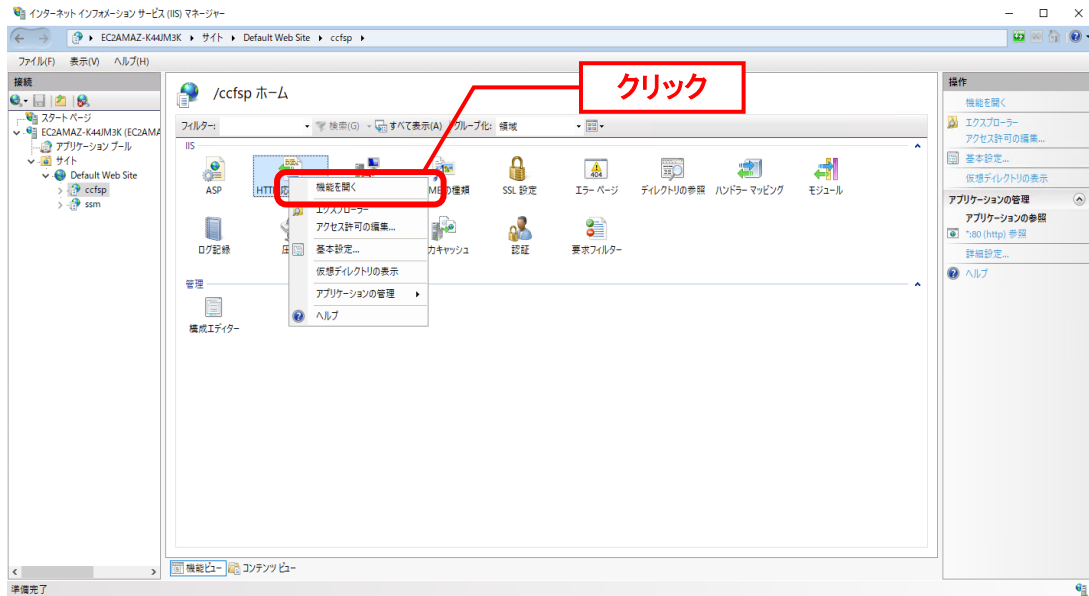 インターネット インフォメーション サービス (IIS) マネージャー
EC2AMAZ-K44JM3K サイト Default Web Site ccfsp
ファイル(F) 表示(V) ヘルプ(H)
接続
スタート ページ
EC2AMAZ-K44JM3K (EC2AMA
アプリケーション プール
サイト
Default Web Site
ccfsp
ssm
/ccfsp ホーム
クリック
フィルター: 検索(G) すべて表示(A) グループ化: 領域
IIS
ASP
SSL 設定
エラー ページ
ディレクトリの参照
ハンドラー マッピング
モジュール
ログ記録
認証
要求フィルター
機能を開く
エクスプローラー
アクセス許可の編集...
基本設定...
仮想ディレクトリの表示
アプリケーションの管理
ヘルプ
管理
構成エディター
機能ビュー コンテンツ ビュー
操作
機能を開く
エクスプローラー
アクセス許可の編集...
基本設定...
仮想ディレクトリの表示
アプリケーションの管理
アプリケーションの参照
*:80 (http) 参照
詳細設定...
ヘルプ
準備完了